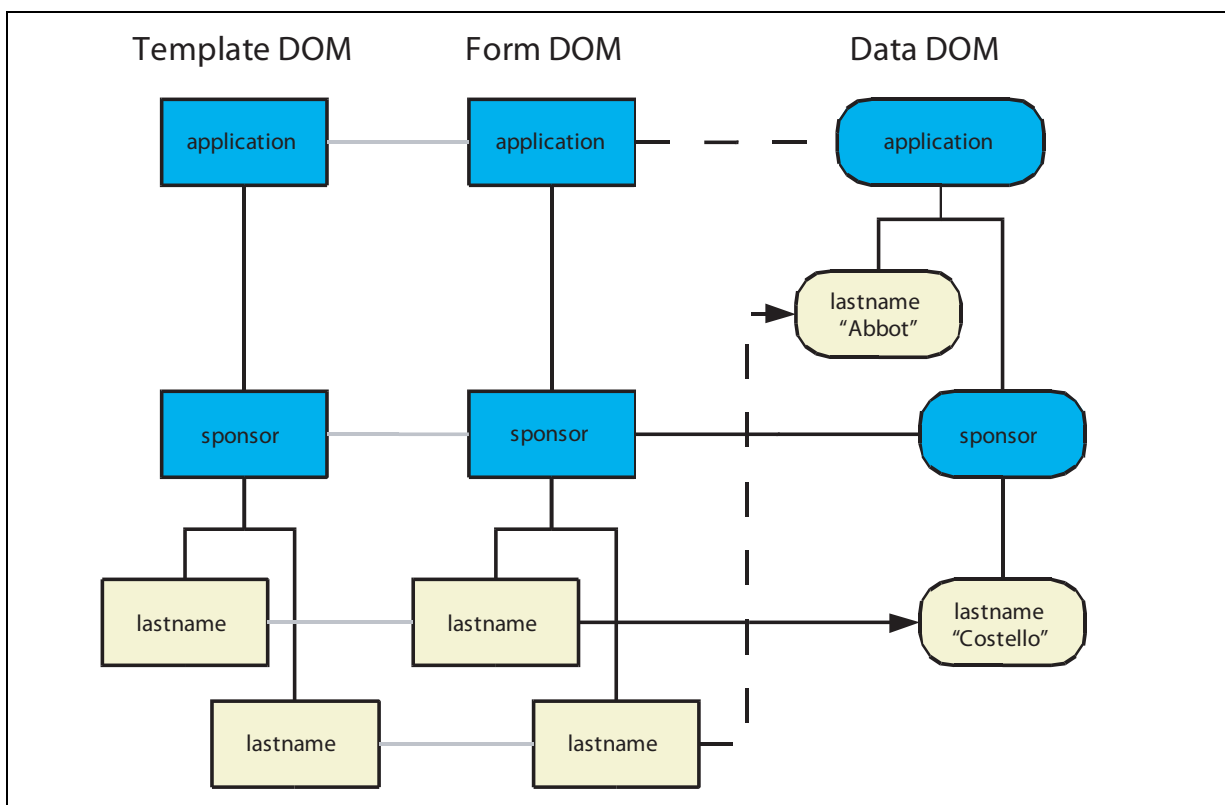 Template DOM
Form DOM
Data DOM
application
application
application
lastname
“Abbot”
sponsor
sponsor
sponsor
lastname
lastname
lastname
“Costello”
lastname
lastname